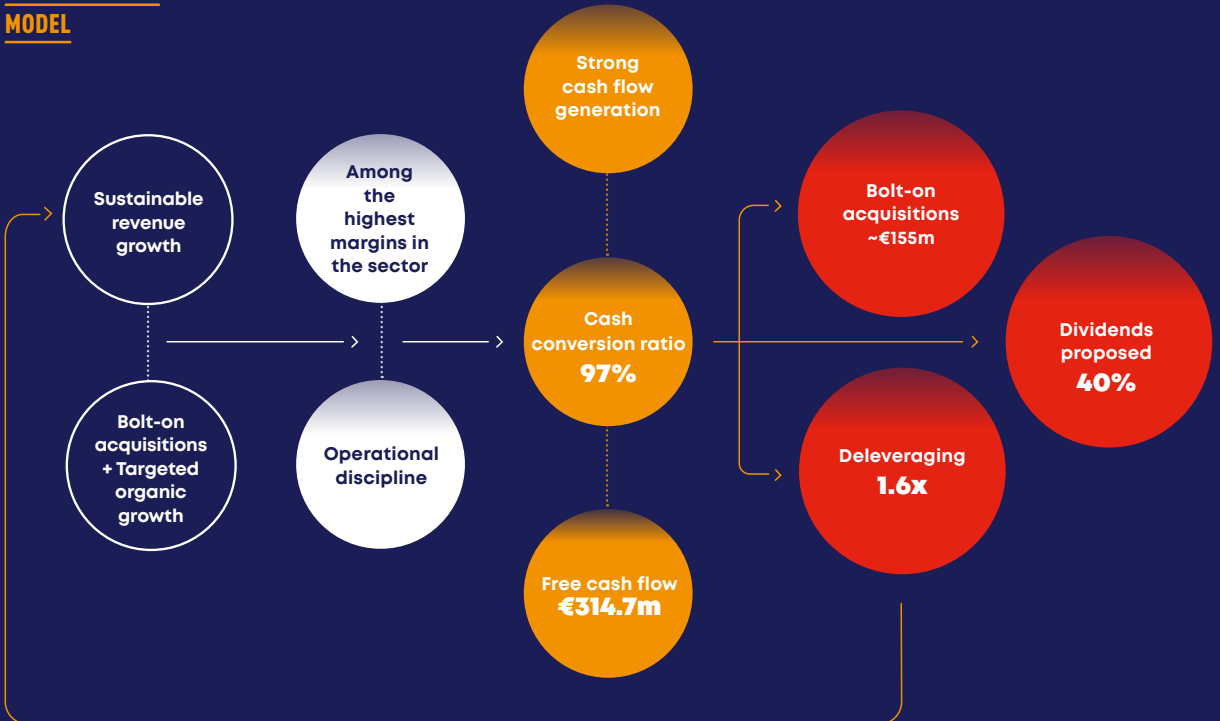 MODEL
Sustainable
revenue
growth
Bolt-on
acquisitions
+ Targeted
organic
growth
Among
the
highest
margins in
the sector
Operational
discipline
Strong
cash flow
generation
Cash
conversion ratio
97%
Free cash flow
€314.7m
Bolt-on
acquisitions
~€155m
Deleveraging
1.6x
Dividends
proposed
40%